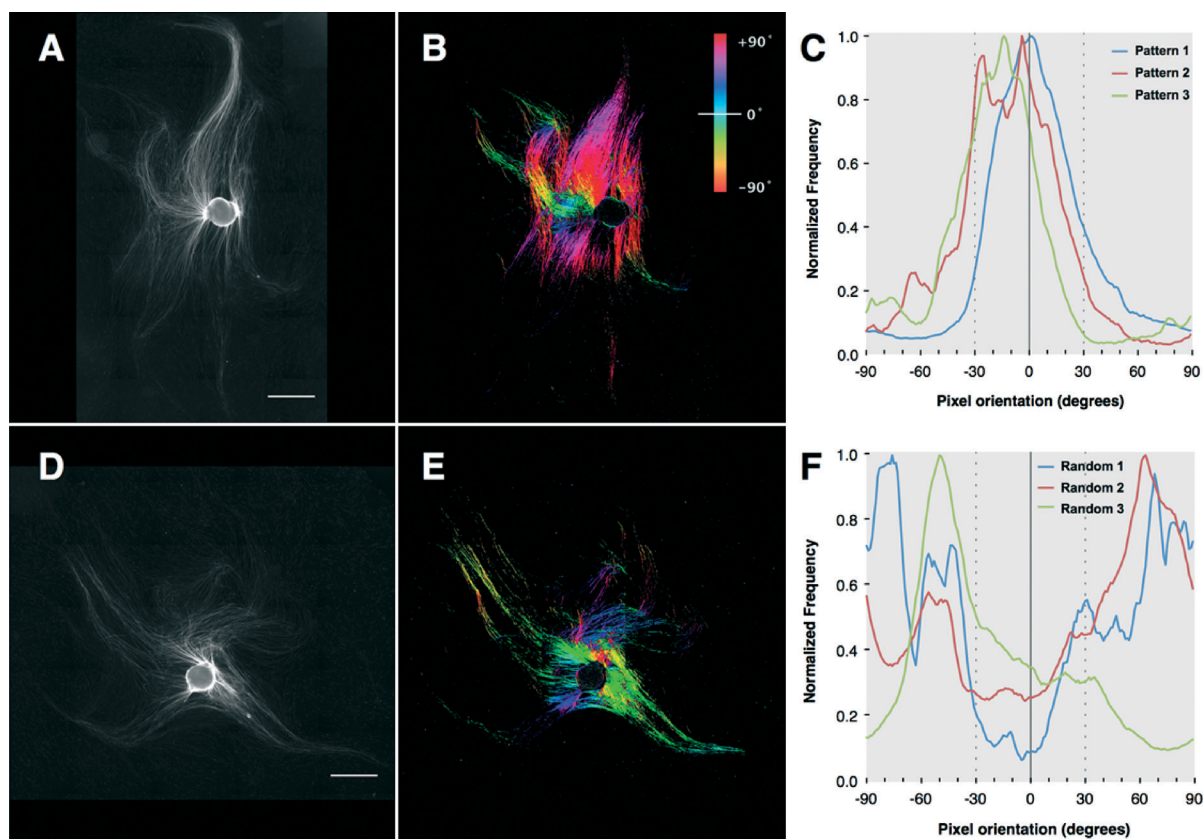 A
B
+90°
0°
-90°
C
Normalized Frequency
1.0
0.8
0.6
0.4
0.2
0.0
Pattern 1
Pattern 2
Pattern 3
-90 -60 -30 0 30 60 90
Pixel orientation (degrees)
D
E
F
Normalized Frequency
1.0
0.8
0.6
0.4
0.2
0.0
Random 1
Random 2
Random 3
-90 -60 -30 0 30 60 90
Pixel orientation (degrees)